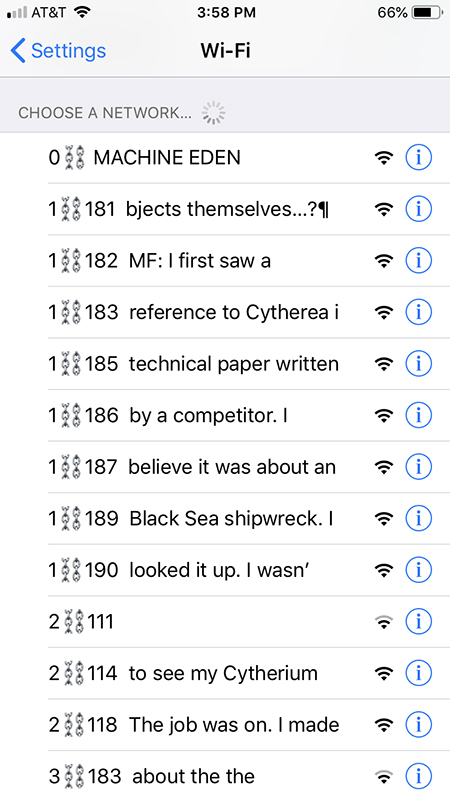 AT&T 3:58 PM 66%
Settings Wi-Fi
CHOOSE A NETWORK...
0⛓ MACHINE EDEN
1⛓181 bjects themselves...?¶
1⛓182 MF: I first saw a
1⛓183 reference to Cytherea i
1⛓185 technical paper written
1⛓186 by a competitor. I
1⛓187 believe it was about an
1⛓189 Black Sea shipwreck. I
1⛓190 looked it up. I wasn’
2⛓111
2⛓114 to see my Cytherium
2⛓118 The job was on. I made
3⛓183 about the the